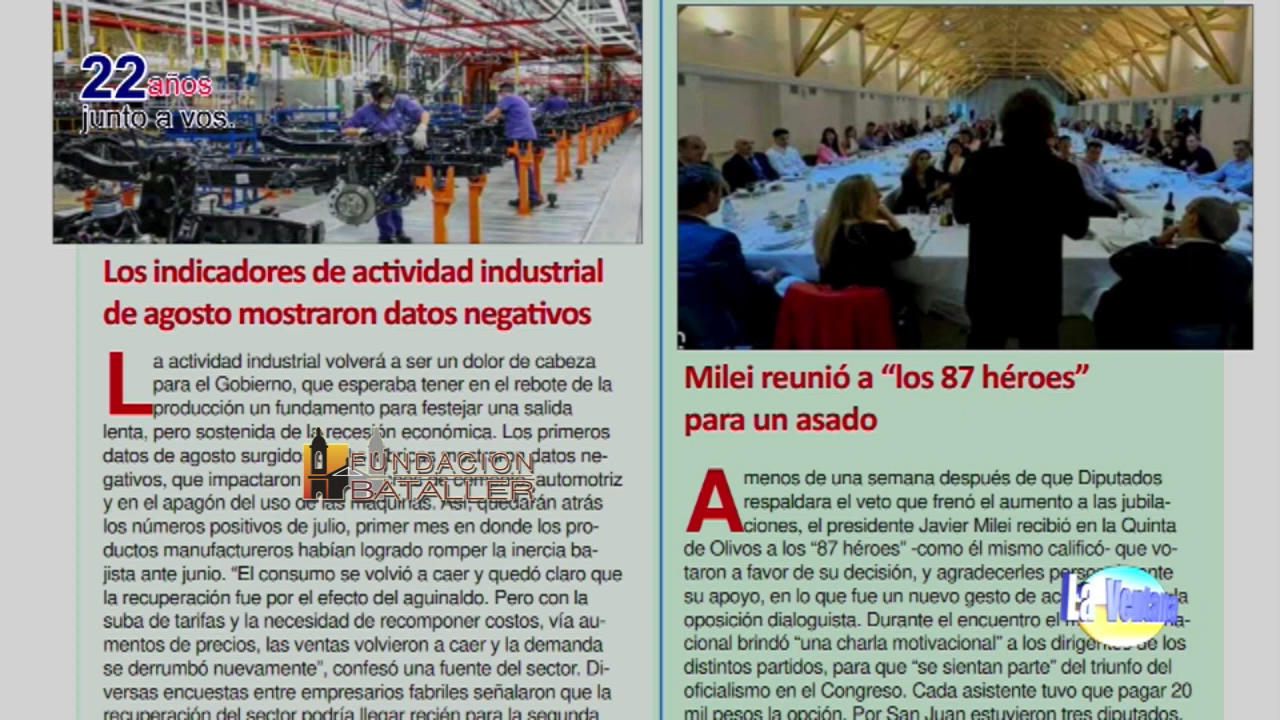 22 años
junto a vos.
Los indicadores de actividad industrial
de agosto mostraron datos negativos
La actividad industrial volverá a ser un dolor de cabeza
para el Gobierno, que esperaba tener en el rebote de la
producción un fundamento para festejar una salida
lenta, pero sostenida de la recesión económica. Los primeros
datos de agosto surgido datos ne-
gativos, que impactaron automotriz
y en el apagón del uso de las máquinas. Así, quedarán atrás
los números positivos de julio, primer mes en donde los pro-
ductos manufactureros habían logrado romper la inercia ba-
jista ante junio. “El consumo se volvió a caer y quedó claro que
la recuperación fue por el efecto del aguinaldo. Pero con la
suba de tarifas y la necesidad de recomponer costos, vía au-
mentos de precios, las ventas volvieron a caer y la demanda
se derrumbó nuevamente”, confesó una fuente del sector. Di-
versas encuestas entre empresarios fabriles señalaron que la
recuperación del sector podría llegar recién para la segunda
FUNDACION
BATALLER
Milei reunió a “los 87 héroes”
para un asado
A menos de una semana después de que Diputados
respaldara el veto que frenó el aumento a las jubila-
ciones, el presidente Javier Milei recibió en la Quinta
de Olivos a los “87 héroes” -como él mismo calificó- que vo-
taron a favor de su decisión, y agradecerles
su apoyo, en lo que fue un nuevo gesto de la
oposición dialoguista. Durante el encuentro el
cional brindó “una charla motivacional” a los dirigentes de los
distintos partidos, para que “se sientan parte” del triunfo del
oficialismo en el Congreso. Cada asistente tuvo que pagar 20
mil pesos la opción. Por San Juan estuvieron tres diputados.
La Ventana